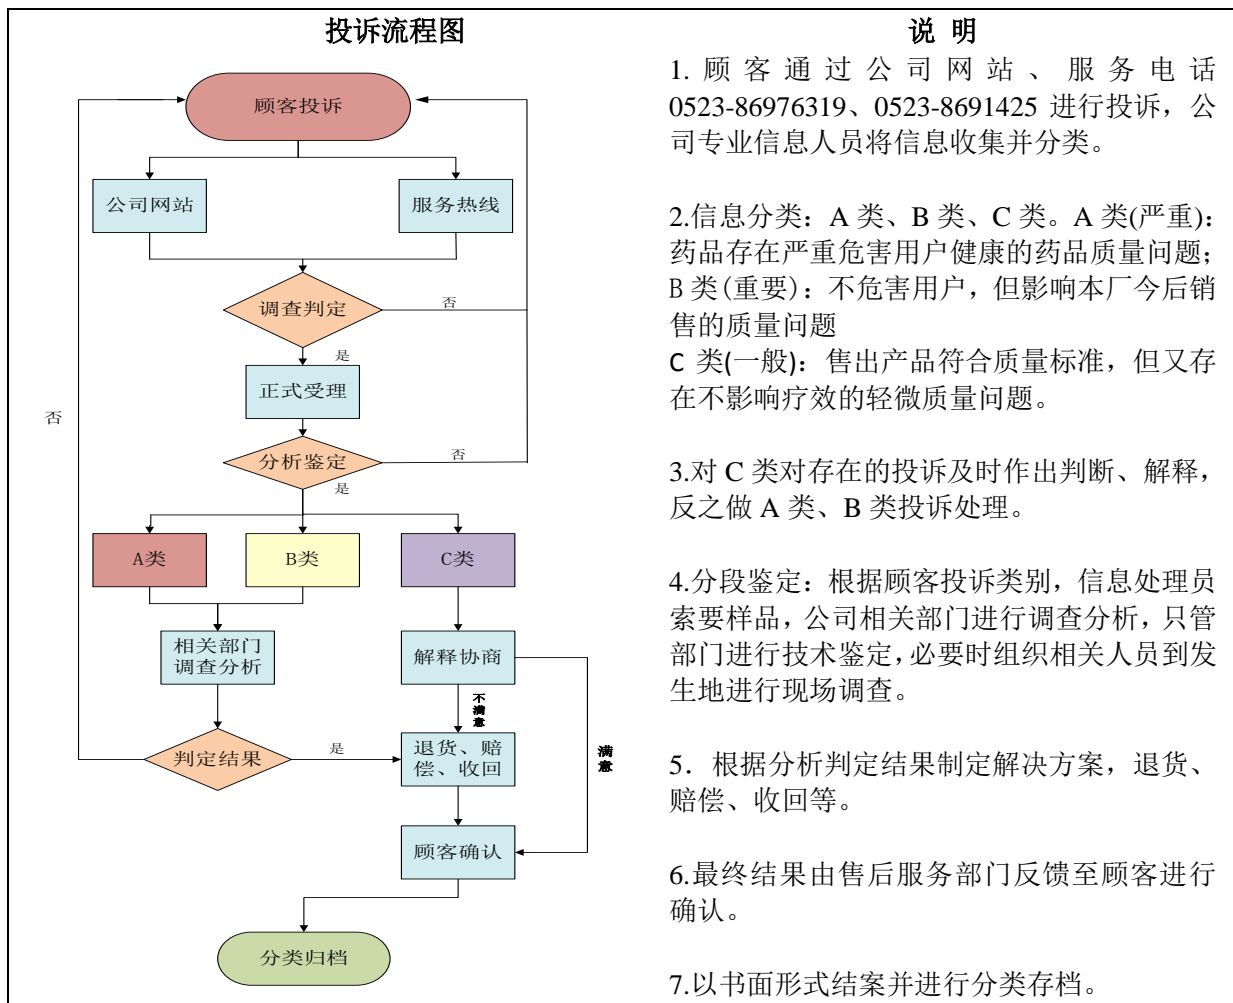 投诉流程图
顾客投诉
公司网站
服务热线
调查判定
否
是
正式受理
否
分析鉴定
否
是
A类
B类
C类
相关部门
调查分析
解释协商
不
满
意
判定结果
是
退货、赔
偿、收回
满
意
顾客确认
分类归档
说 明
1. 顾客通过公司网站、服务电话
0523-86976319、0523-8691425 进行投诉，公
司专业信息人员将信息收集并分类。
2.信息分类：A 类、B 类、C 类。A 类(严重)：
药品存在严重危害用户健康的药品质量问题；
B 类(重要)：不危害用户，但影响本厂今后销
售的质量问题
C 类(一般)：售出产品符合质量标准，但又存
在不影响疗效的轻微质量问题。
3.对 C 类对存在的投诉及时作出判断、解释，
反之做 A 类、B 类投诉处理。
4.分段鉴定：根据顾客投诉类别，信息处理员
索要样品，公司相关部门进行调查分析，只管
部门进行技术鉴定，必要时组织相关人员到发
生地进行现场调查。
5．根据分析判定结果制定解决方案，退货、
赔偿、收回等。
6.最终结果由售后服务部门反馈至顾客进行
确认。
7.以书面形式结案并进行分类存档。